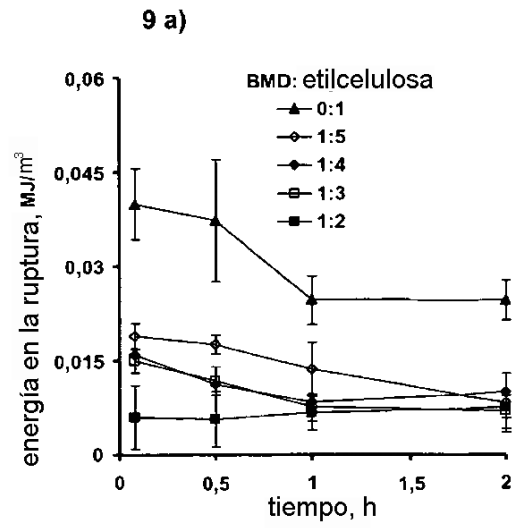 9 a)
0,06
BMD: etilcelulosa
0:1
1:5
0,045
1:4
1:3
1:2
0,03
0,015
0
energía en la ruptura, MJ/m³
0 0,5 1 1,5 2
tiempo, h